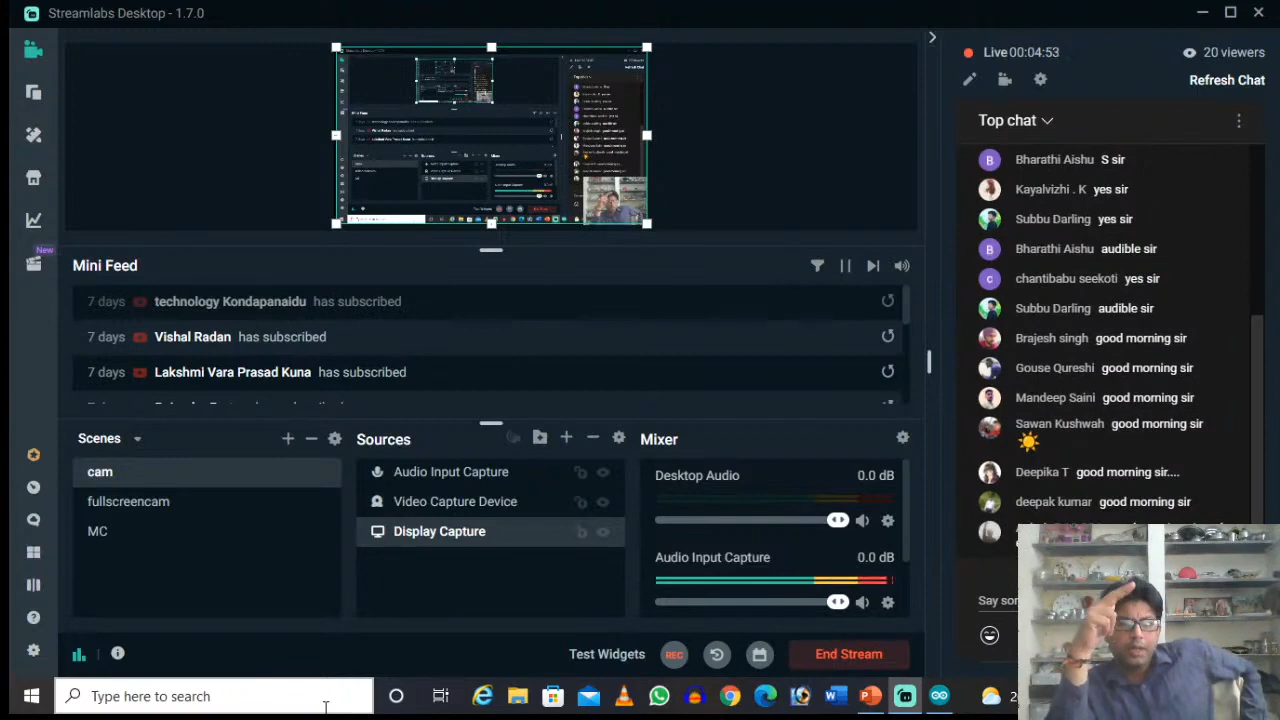 Streamlabs Desktop - 1.7.0
Live 00:04:53
20 viewers
Refresh Chat
Top chat
Bharathi Aishu S sir
Kayalvizhi . K yes sir
Subbu Darling yes sir
Bharathi Aishu audible sir
chantibabu seekoti yes sir
Subbu Darling audible sir
Brajesh singh good morning sir
Gouse Qureshi good morning sir
Mandeep Saini good morning sir
Sawan Kushwah good morning sir
Deepika T good morning sir....
deepak kumar good morning sir
Say
New
Mini Feed
7 days technology Kondapanaidu has subscribed
7 days Vishal Radan has subscribed
7 days Lakshmi Vara Prasad Kuna has subscribed
Scenes
cam
fullscreencam
MC
Sources
Audio Input Capture
Video Capture Device
Display Capture
Mixer
Desktop Audio 0.0 dB
Audio Input Capture 0.0 dB
Test Widgets
REC
End Stream
Type here to search